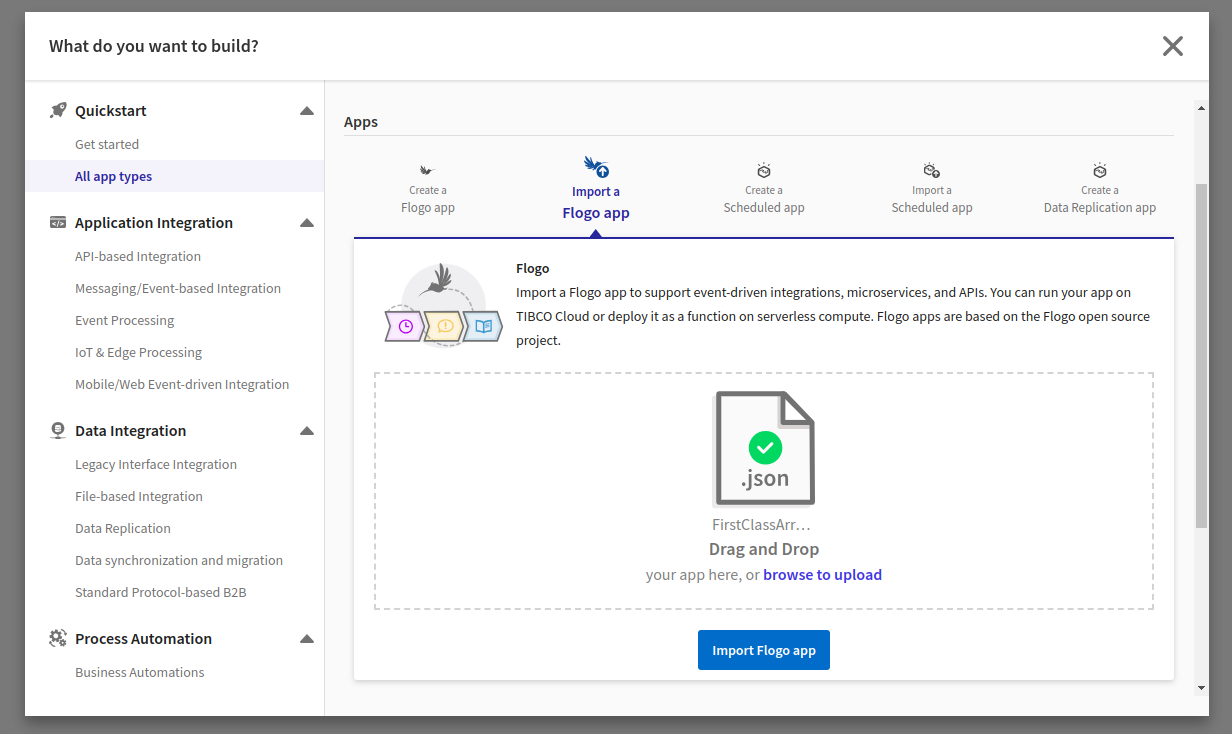 What do you want to build?
Quickstart
Get started
All app types
Application Integration
API-based Integration
Messaging/Event-based Integration
Event Processing
IoT & Edge Processing
Mobile/Web Event-driven Integration
Data Integration
Legacy Interface Integration
File-based Integration
Data Replication
Data synchronization and migration
Standard Protocol-based B2B
Process Automation
Business Automations
Apps
Create a
Flogo app
Import a
Flogo app
Create a
Scheduled app
Import a
Scheduled app
Create a
Data Replication app
Flogo
Import a Flogo app to support event-driven integrations, microservices, and APIs. You can run your app on
TIBCO Cloud or deploy it as a function on serverless compute. Flogo apps are based on the Flogo open source
project.
.json
FirstClassArr…
Drag and Drop
your app here, or browse to upload
Import Flogo app